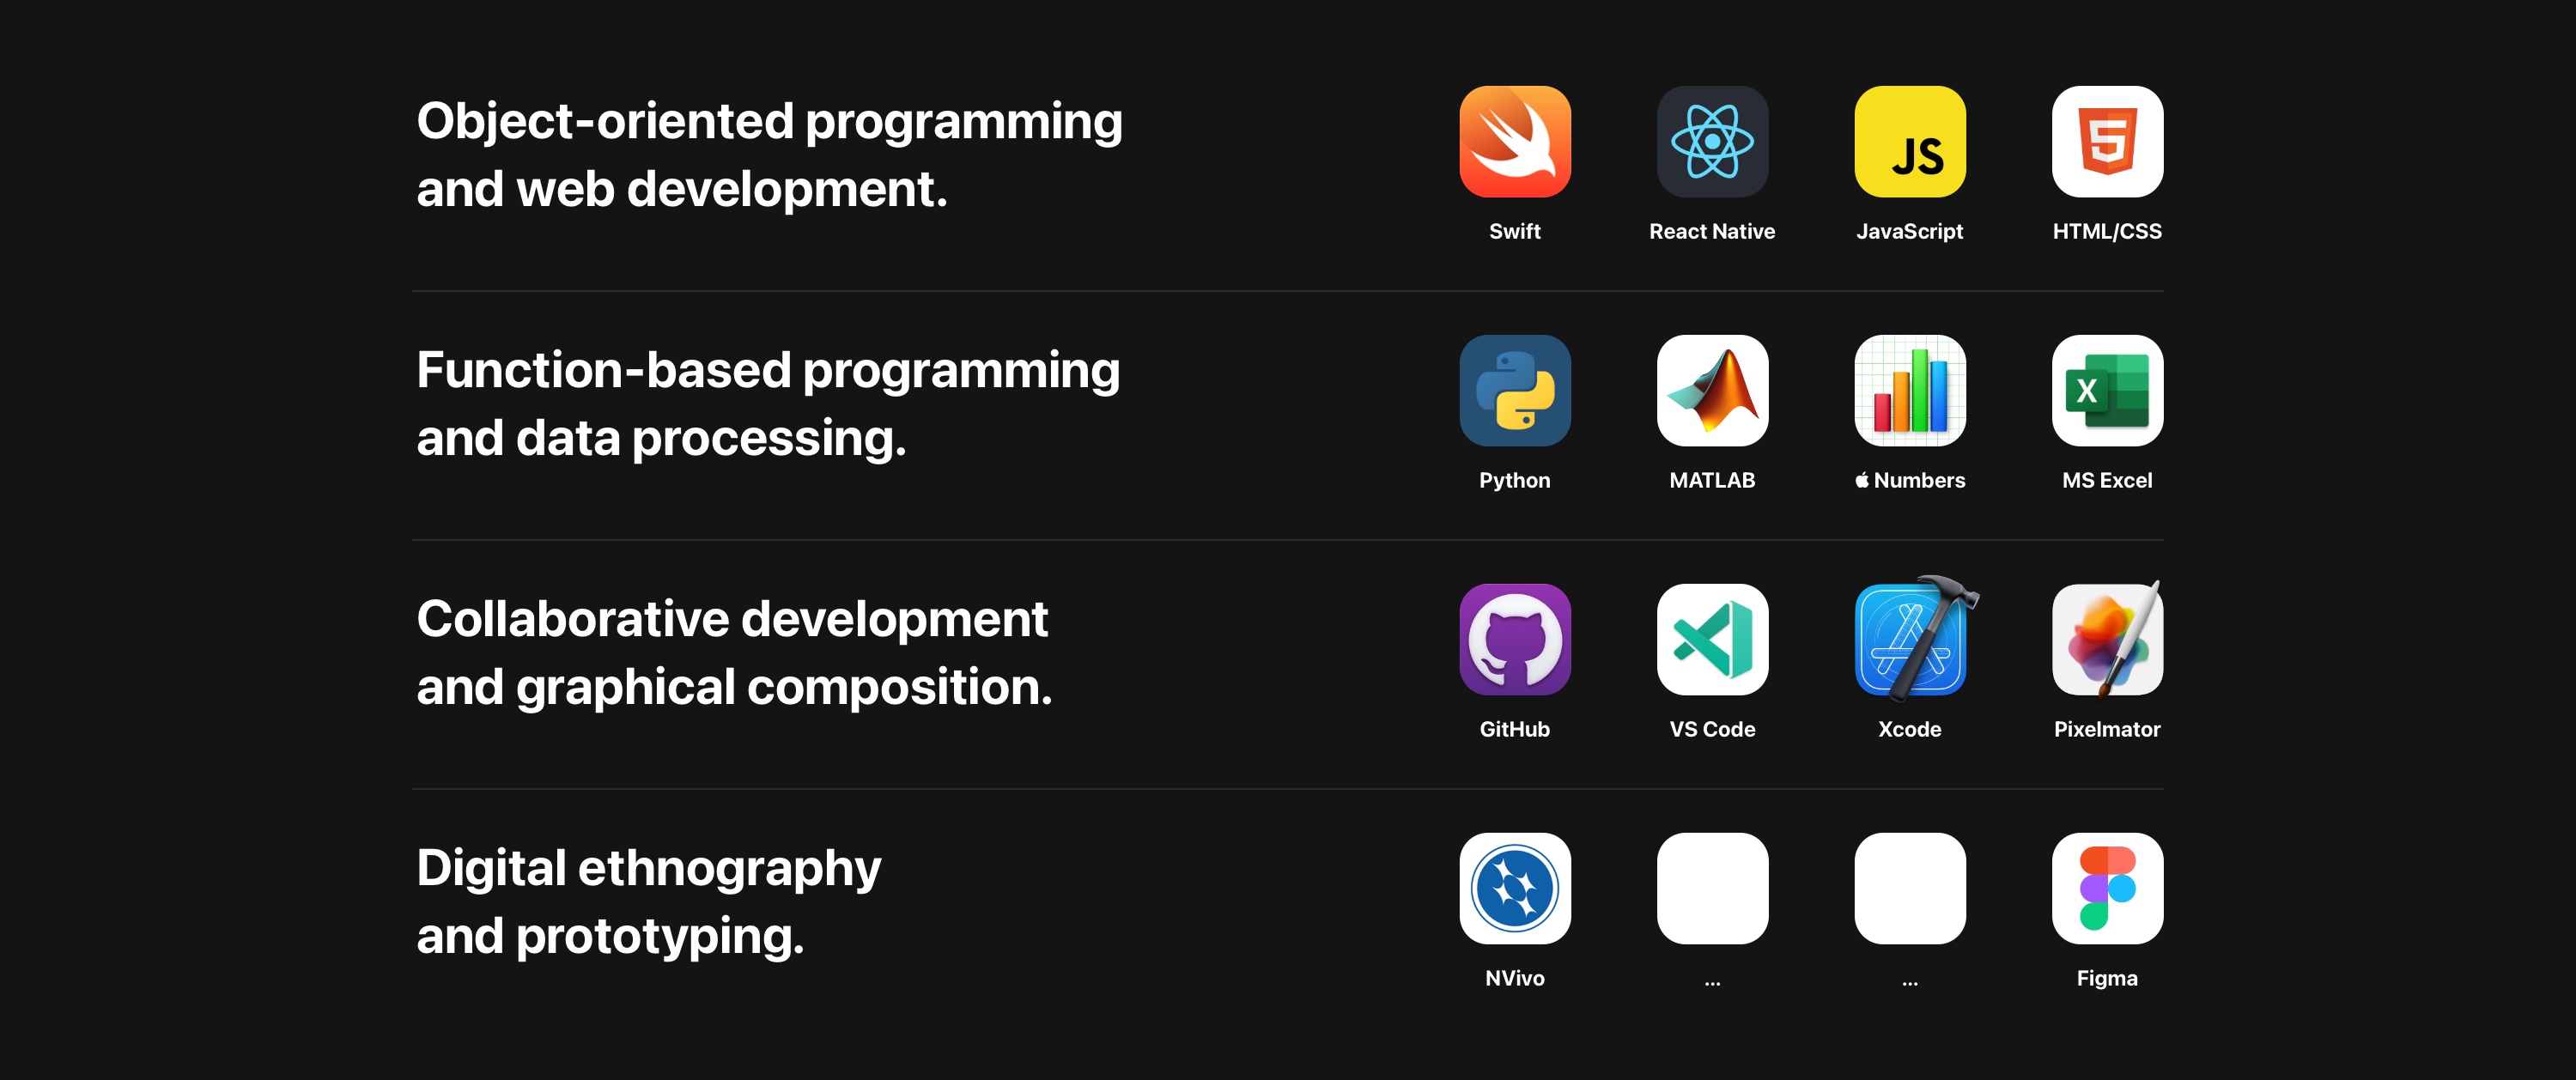 Object-oriented programming
and web development.
JS
5
Swift
React Native
JavaScript
HTML/CSS
Function-based programming
and data processing.
X
Python
MATLAB
 Numbers
MS Excel
Collaborative development
and graphical composition.
GitHub
VS Code
Xcode
Pixelmator
Digital ethnography
and prototyping.
NVivo
...
...
Figma